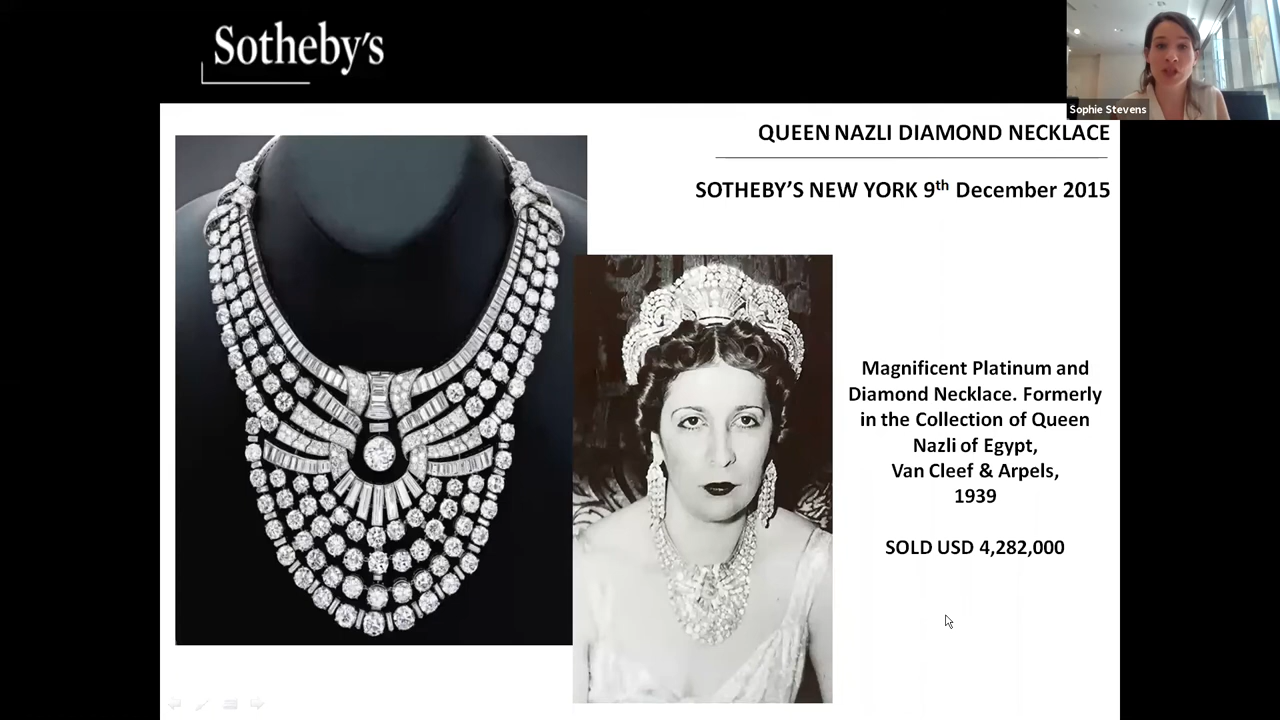 Sotheby's
Sophie Stevens
QUEEN NAZLI DIAMOND NECKLACE
SOTHEBY'S NEW YORK 9th December 2015
Magnificent Platinum and
Diamond Necklace. Formerly
in the Collection of Queen
Nazli of Egypt,
Van Cleef & Arpels,
1939
SOLD USD 4,282,000